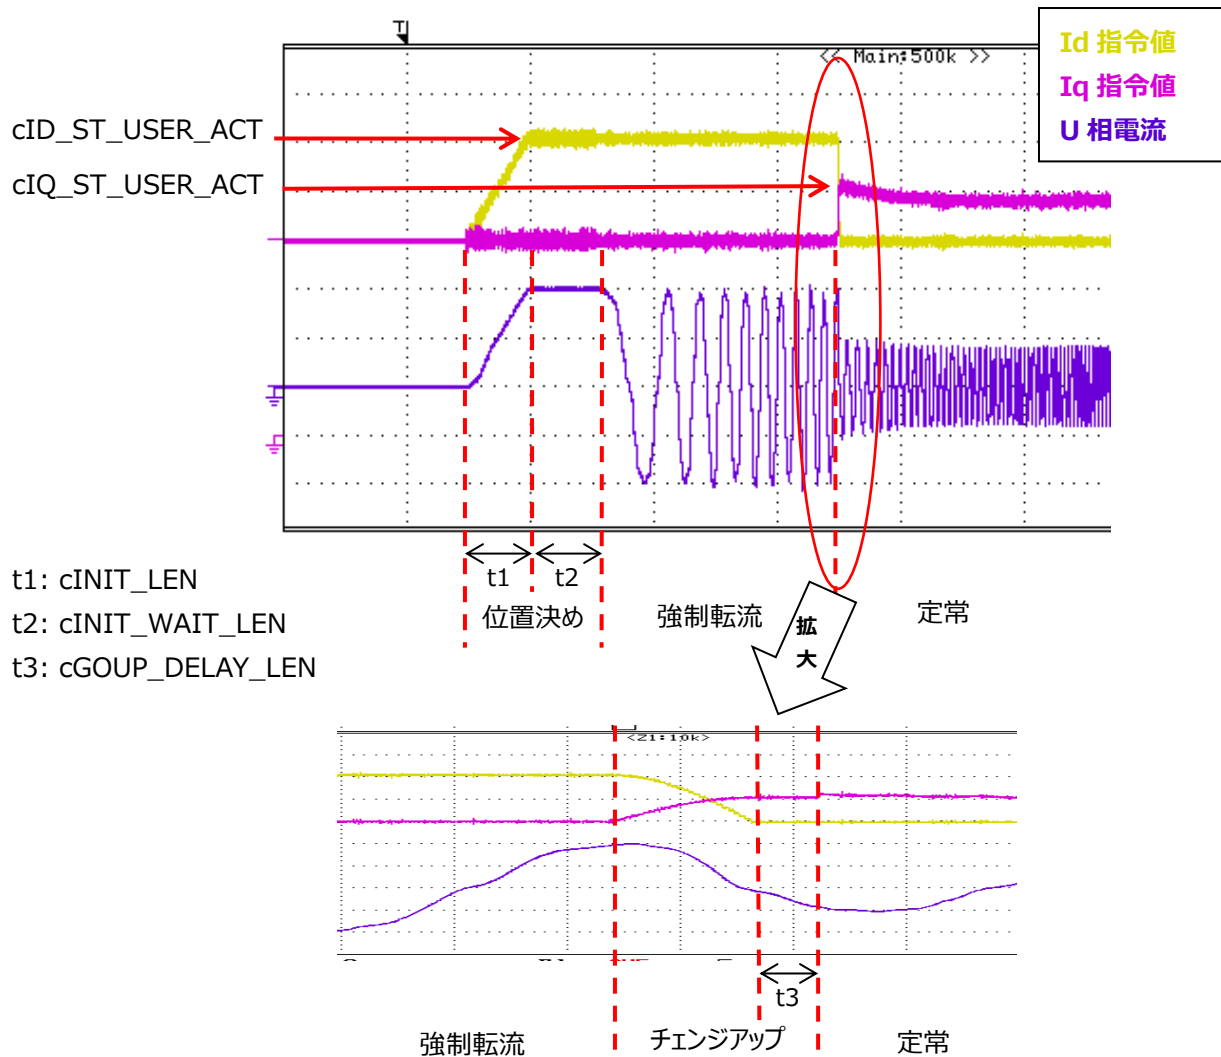 T
<< Main:500k >>
Id 指令値
Iq 指令値
U 相電流
cID_ST_USER_ACT
cIQ_ST_USER_ACT
t1 t2
位置決め 強制転流 定常
拡
大
t1: cINIT_LEN
t2: cINIT_WAIT_LEN
t3: cGOUP_DELAY_LEN
<Z1:10k>
t3
強制転流 チェンジアップ 定常